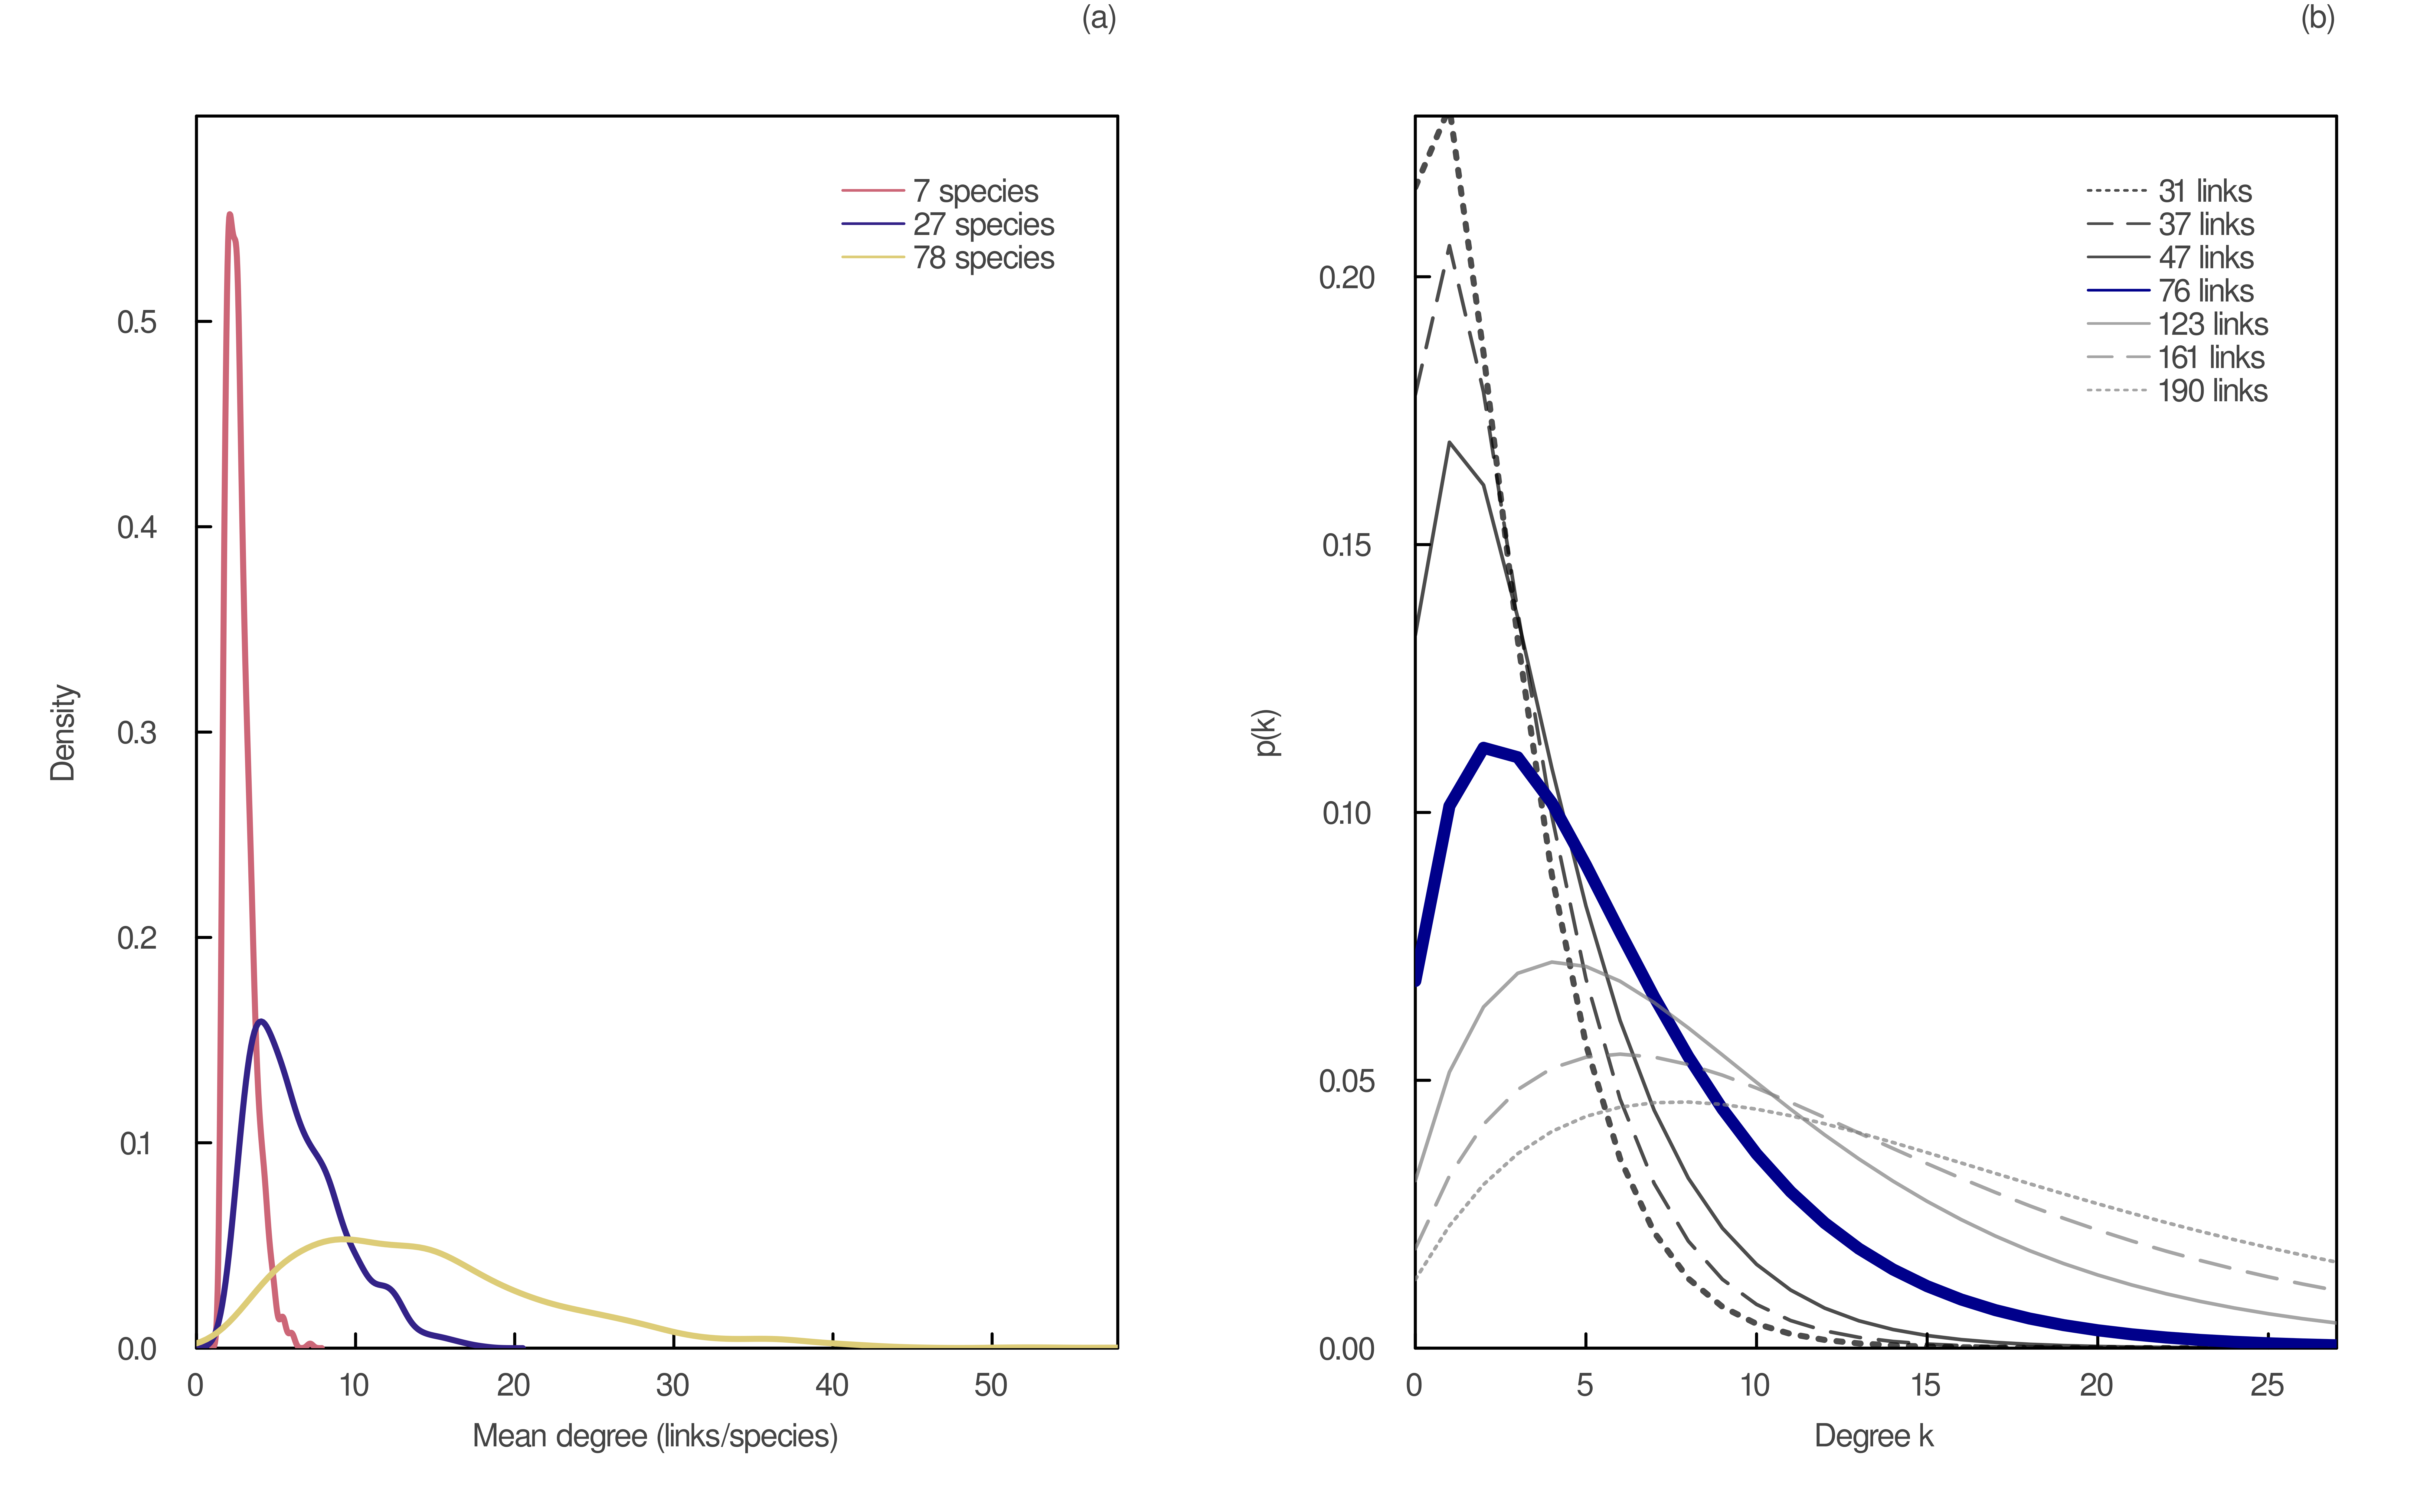 (a)
7 species
27 species
78 species
0.5
0.4
0.3
0.2
0.1
0.0
Density
0 10 20 30 40 50
Mean degree (links/species)
(b)
31 links
37 links
47 links
76 links
123 links
161 links
190 links
0.20
0.15
0.10
0.05
0.00
p(k)
0 5 10 15 20 25
Degree k